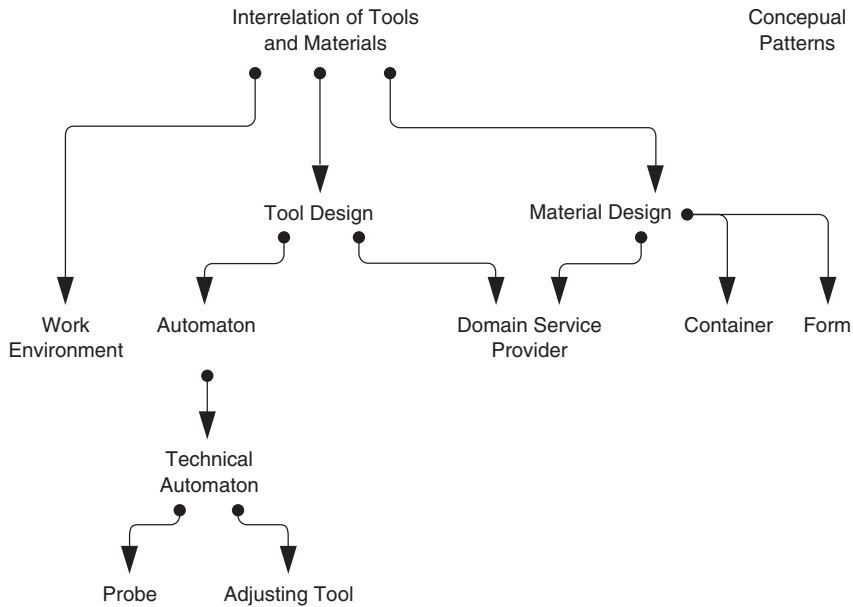 Interrelation of Tools
and Materials
Concepual
Patterns
Tool Design
Material Design
Work
Environment
Automaton
Domain Service
Provider
Container
Form
Technical
Automaton
Probe
Adjusting Tool